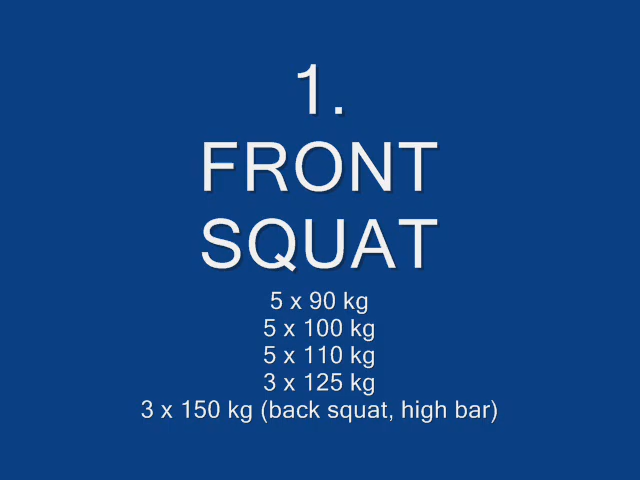 1.
FRONT
SQUAT
5 x 90 kg
5 x 100 kg
5 x 110 kg
3 x 125 kg
3 x 150 kg (back squat, high bar)